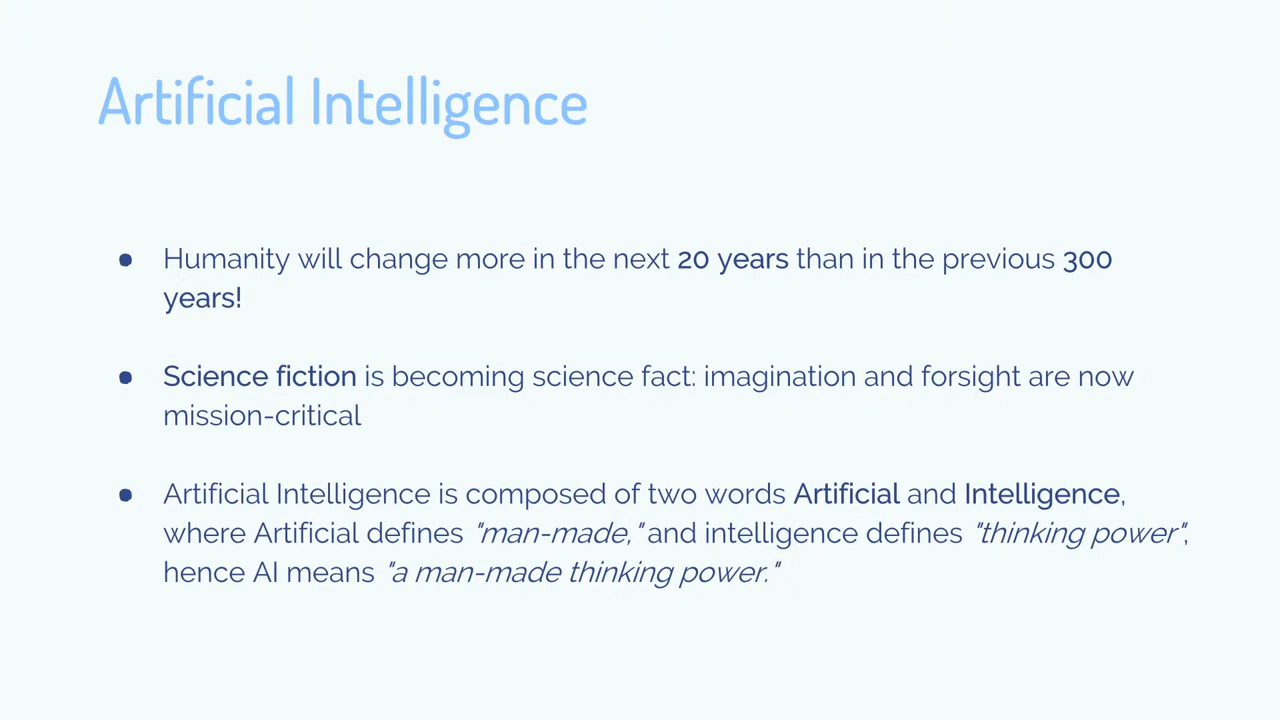 Artificial Intelligence
● Humanity will change more in the next 20 years than in the previous 300
years!
● Science fiction is becoming science fact: imagination and forsight are now
mission-critical
● Artificial Intelligence is composed of two words Artificial and Intelligence,
where Artificial defines "man-made," and intelligence defines "thinking power",
hence AI means "a man-made thinking power."